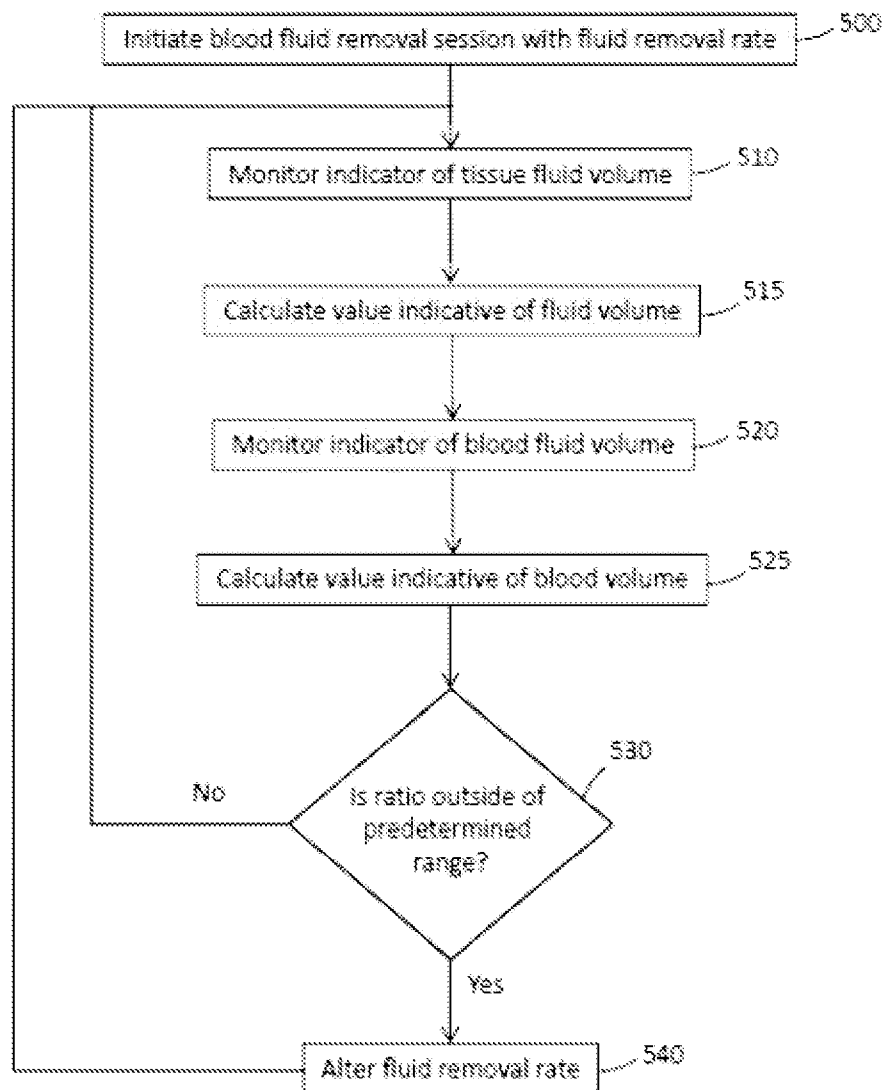 Initiate blood fluid removal session with fluid removal rate
500
Monitor indicator of tissue fluid volume
510
Calculate value indicative of fluid volume
515
Monitor indicator of blood fluid volume
520
Calculate value indicative of blood volume
525
530
No
Is ratio outside of
predetermined
range?
Yes
Alter fluid removal rate
540